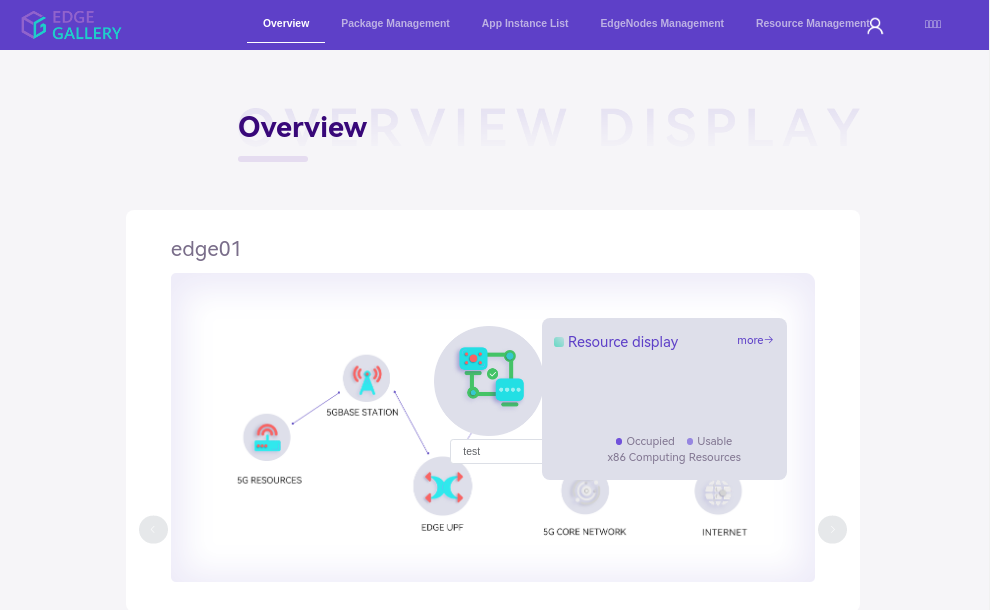 EDGE
GALLERY
Overview
Package Management
App Instance List
EdgeNodes Management
Resource Management
OVERVIEW DISPLAY
Overview
edge01
Resource display
more
5GBASE STATION
Occupied
Usable
test
x86 Computing Resources
5G RESOURCES
EDGE UPF
5G CORE NETWORK
INTERNET